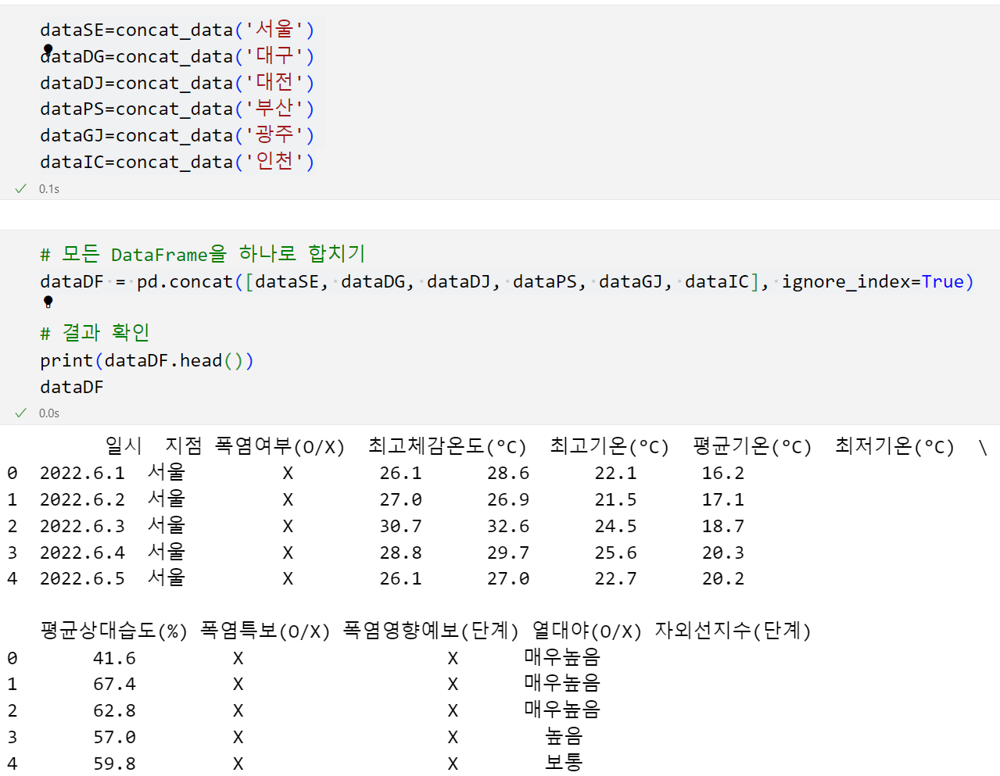 dataSE=concat_data('서울')
dataDG=concat_data('대구')
dataDJ=concat_data('대전')
dataPS=concat_data('부산')
dataGJ=concat_data('광주')
dataIC=concat_data('인천')
0.1s
# 모든 DataFrame을 하나로 합치기
dataDF = pd.concat([dataSE, dataDG, dataDJ, dataPS, dataGJ, dataIC], ignore_index=True)
# 결과 확인
print(dataDF.head())
dataDF
0.0s
일시 지점 폭염여부(O/X) 최고체감온도(°C) 최고기온(°C) 평균기온(°C) 최저기온(°C) \
0 2022.6.1 서울 X 26.1 28.6 22.1 16.2
1 2022.6.2 서울 X 27.0 26.9 21.5 17.1
2 2022.6.3 서울 X 30.7 32.6 24.5 18.7
3 2022.6.4 서울 X 28.8 29.7 25.6 20.3
4 2022.6.5 서울 X 26.1 27.0 22.7 20.2
평균상대습도(%) 폭염특보(O/X) 폭염영향예보(단계) 열대야(O/X) 자외선지수(단계)
0 41.6 X X 매우높음
1 67.4 X X 매우높음
2 62.8 X X 매우높음
3 57.0 X X 높음
4 59.8 X X 보통